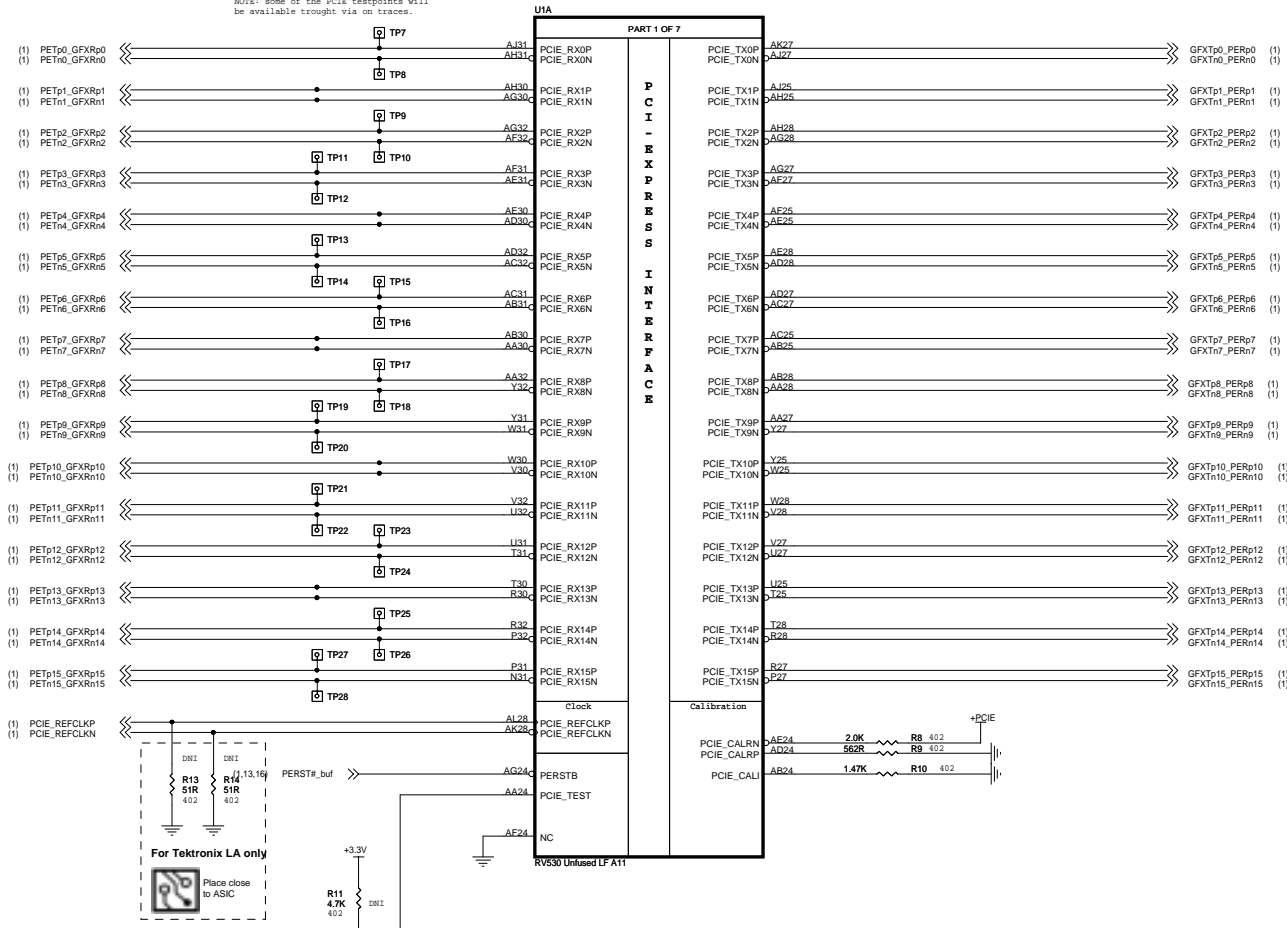 NOTE: some of the PCIE testpoints will
be available trought via on traces.
U1A
PART 1 OF 7
PCI-EXPRESS INTERFACE
TP7
(1) PETp0_GFXRp0 AJ31 PCIE_RX0P PCIE_TX0P AK27 GFXTp0_PERp0 (1)
(1) PETn0_GFXRn0 AH31 PCIE_RX0N PCIE_TX0N AJ27 GFXTn0_PERn0 (1)
TP8
(1) PETp1_GFXRp1 AH30 PCIE_RX1P PCIE_TX1P AJ25 GFXTp1_PERp1 (1)
(1) PETn1_GFXRn1 AG30 PCIE_RX1N PCIE_TX1N AH25 GFXTn1_PERn1 (1)
TP9
(1) PETp2_GFXRp2 AG32 PCIE_RX2P PCIE_TX2P AH28 GFXTp2_PERp2 (1)
(1) PETn2_GFXRn2 AF32 PCIE_RX2N PCIE_TX2N AG28 GFXTn2_PERn2 (1)
TP11 TP10
(1) PETp3_GFXRp3 AF31 PCIE_RX3P PCIE_TX3P AG27 GFXTp3_PERp3 (1)
(1) PETn3_GFXRn3 AE31 PCIE_RX3N PCIE_TX3N AF27 GFXTn3_PERn3 (1)
TP12
(1) PETp4_GFXRp4 AE30 PCIE_RX4P PCIE_TX4P AF25 GFXTp4_PERp4 (1)
(1) PETn4_GFXRn4 AD30 PCIE_RX4N PCIE_TX4N AE25 GFXTn4_PERn4 (1)
TP13
(1) PETp5_GFXRp5 AD32 PCIE_RX5P PCIE_TX5P AE28 GFXTp5_PERp5 (1)
(1) PETn5_GFXRn5 AC32 PCIE_RX5N PCIE_TX5N AD28 GFXTn5_PERn5 (1)
TP14 TP15
(1) PETp6_GFXRp6 AC31 PCIE_RX6P PCIE_TX6P AD27 GFXTp6_PERp6 (1)
(1) PETn6_GFXRn6 AB31 PCIE_RX6N PCIE_TX6N AC27 GFXTn6_PERn6 (1)
TP16
(1) PETp7_GFXRp7 AB30 PCIE_RX7P PCIE_TX7P AC25 GFXTp7_PERp7 (1)
(1) PETn7_GFXRn7 AA30 PCIE_RX7N PCIE_TX7N AB25 GFXTn7_PERn7 (1)
TP17
(1) PETp8_GFXRp8 AA32 PCIE_RX8P PCIE_TX8P AB28 GFXTp8_PERp8 (1)
(1) PETn8_GFXRn8 Y32 PCIE_RX8N PCIE_TX8N AA28 GFXTn8_PERn8 (1)
TP19 TP18
(1) PETp9_GFXRp9 Y31 PCIE_RX9P PCIE_TX9P AA27 GFXTp9_PERp9 (1)
(1) PETn9_GFXRn9 W31 PCIE_RX9N PCIE_TX9N Y27 GFXTn9_PERn9 (1)
TP20
(1) PETp10_GFXRp10 W30 PCIE_RX10P PCIE_TX10P Y25 GFXTp10_PERp10 (1)
(1) PETn10_GFXRn10 V30 PCIE_RX10N PCIE_TX10N W25 GFXTn10_PERn10 (1)
TP21
(1) PETp11_GFXRp11 V32 PCIE_RX11P PCIE_TX11P W28 GFXTp11_PERp11 (1)
(1) PETn11_GFXRn11 U32 PCIE_RX11N PCIE_TX11N V28 GFXTn11_PERn11 (1)
TP22 TP23
(1) PETp12_GFXRp12 U31 PCIE_RX12P PCIE_TX12P V27 GFXTp12_PERp12 (1)
(1) PETn12_GFXRn12 T31 PCIE_RX12N PCIE_TX12N U27 GFXTn12_PERn12 (1)
TP24
(1) PETp13_GFXRp13 T30 PCIE_RX13P PCIE_TX13P U25 GFXTp13_PERp13 (1)
(1) PETn13_GFXRn13 R30 PCIE_RX13N PCIE_TX13N T25 GFXTn13_PERn13 (1)
TP25
(1) PETp14_GFXRp14 R32 PCIE_RX14P PCIE_TX14P T28 GFXTp14_PERp14 (1)
(1) PETn14_GFXRn14 P32 PCIE_RX14N PCIE_TX14N R28 GFXTn14_PERn14 (1)
TP27 TP26
(1) PETp15_GFXRp15 P31 PCIE_RX15P PCIE_TX15P R27 GFXTp15_PERp15 (1)
(1) PETn15_GFXRn15 N31 PCIE_RX15N PCIE_TX15N P27 GFXTn15_PERn15 (1)
TP28
Clock Calibration
(1) PCIE_REFCLKP AL28 PCIE_REFCLKP
(1) PCIE_REFCLKN AK28 PCIE_REFCLKN
+PCIE
PCIE_CALRN AE24 2.0K R8 402
PCIE_CALRP AD24 562R R9 402
PCIE_CALI AB24 1.47K R10 402
DNI DNI
R13 R14
51R 51R
402 402
(1,13,16) PERST#_buf AG24 PERSTB
AA24 PCIE_TEST
AF24 NC
RV530 Unfused LF A11
For Tektronix LA only
Place close
to ASIC
+3.3V
R11
4.7K DNI
402